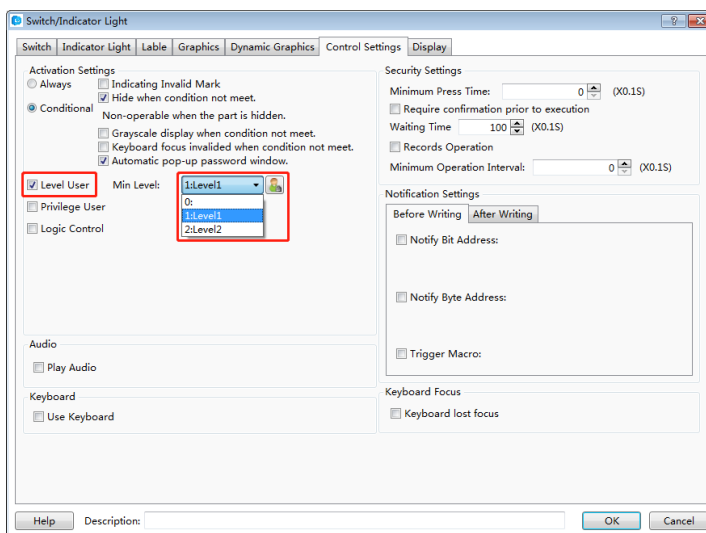 Switch/Indicator Light
Switch Indicator Light Lable Graphics Dynamic Graphics Control Settings Display
Activation Settings
Always
Indicating Invalid Mark
Hide when condition not meet.
Conditional
Non-operable when the part is hidden.
Grayscale display when condition not meet.
Keyboard focus invalided when condition not meet.
Automatic pop-up password window.
Level User Min Level: 1:Level1
0:
1:Level1
2:Level2
Privilege User
Logic Control
Audio
Play Audio
Keyboard
Use Keyboard
Security Settings
Minimum Press Time: 0 (X0.1S)
Require confirmation prior to execution
Waiting Time 100 (X0.1S)
Records Operation
Minimum Operation Interval: 0 (X0.1S)
Notification Settings
Before Writing After Writing
Notify Bit Address:
Notify Byte Address:
Trigger Macro:
Keyboard Focus
Keyboard lost focus
Help Description: OK Cancel